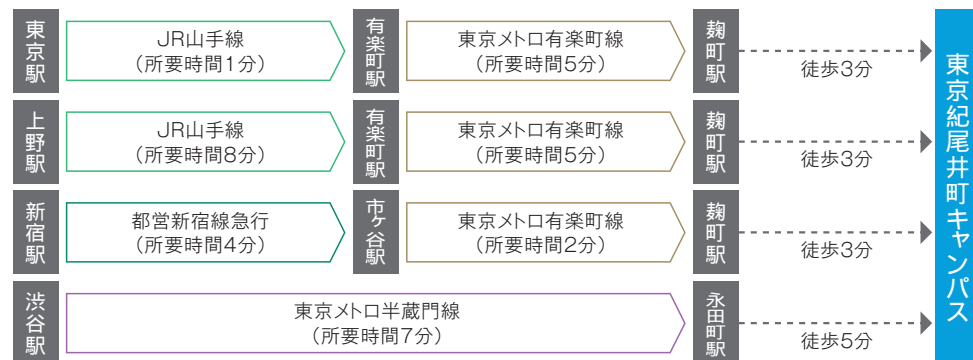 東京駅
JR山手線
(所要時間1分)
有楽町駅
東京メトロ有楽町線
(所要時間5分)
麹町駅
徒歩3分
上野駅
JR山手線
(所要時間8分)
有楽町駅
東京メトロ有楽町線
(所要時間5分)
麹町駅
徒歩3分
新宿駅
都営新宿線急行
(所要時間4分)
市ヶ谷駅
東京メトロ有楽町線
(所要時間2分)
麹町駅
徒歩3分
渋谷駅
東京メトロ半蔵門線
(所要時間7分)
永田町駅
徒歩5分
東京紀尾井町キャンパス